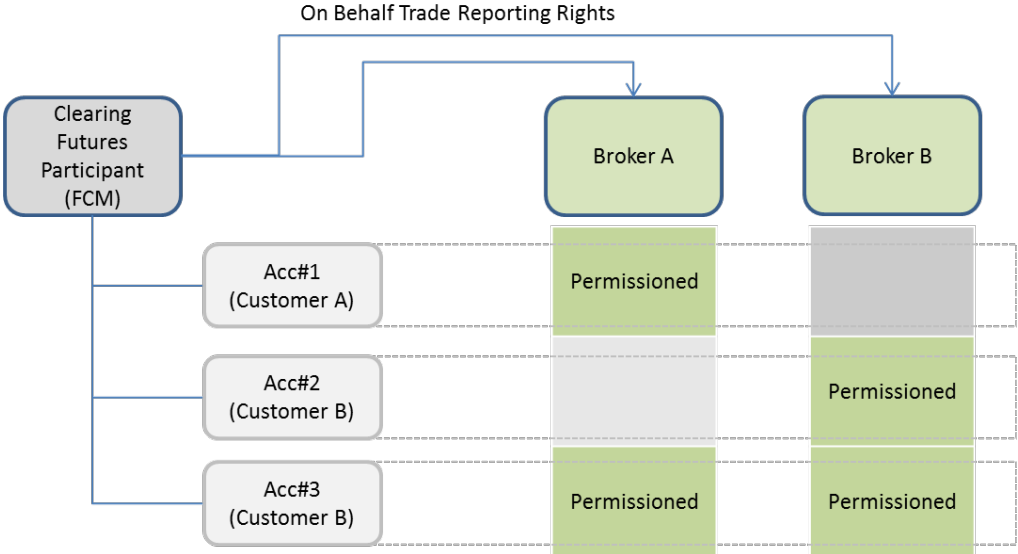 On Behalf Trade Reporting Rights
Clearing
Futures
Participant
(FCM)
Broker A
Broker B
Acc#1
(Customer A)
Permissioned
Acc#2
(Customer B)
Permissioned
Acc#3
(Customer B)
Permissioned
Permissioned